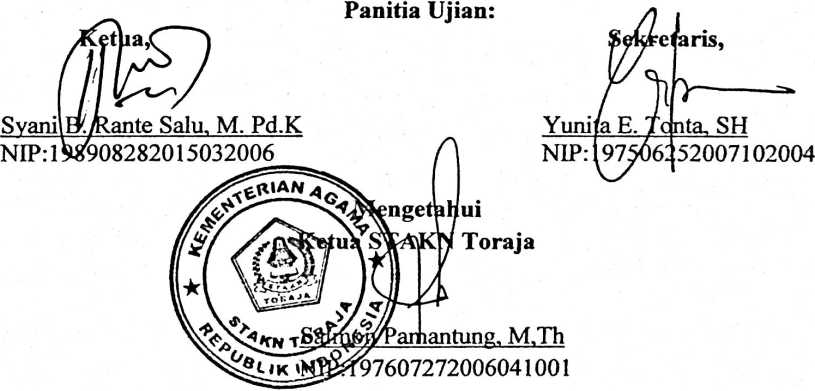 Panitia Ujian:
Ketua,
Sekretaris,
Syani B. Rante Salu, M. Pd.K
NIP:198908282015032006
Yunita E. Tonta, SH
NIP:197506252007102004
Mengetahui
Ketua STAKN Toraja
Salmon Pamantung, M,Th
NIP:197607272006041001
KEMENTERIAN AGAMA
REPUBLIK INDONESIA
STAKN TORAJA
TORAJA